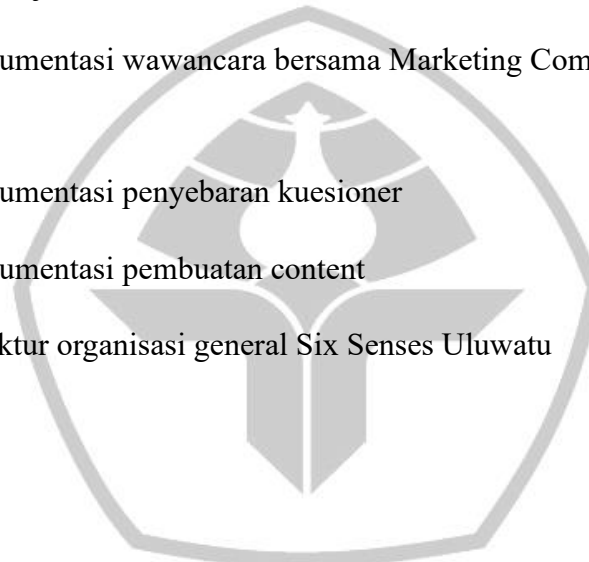 umentasi wawancara bersama Marketing Com
umentasi penyebaran kuesioner
umentasi pembuatan content
ktur organisasi general Six Senses Uluwatu